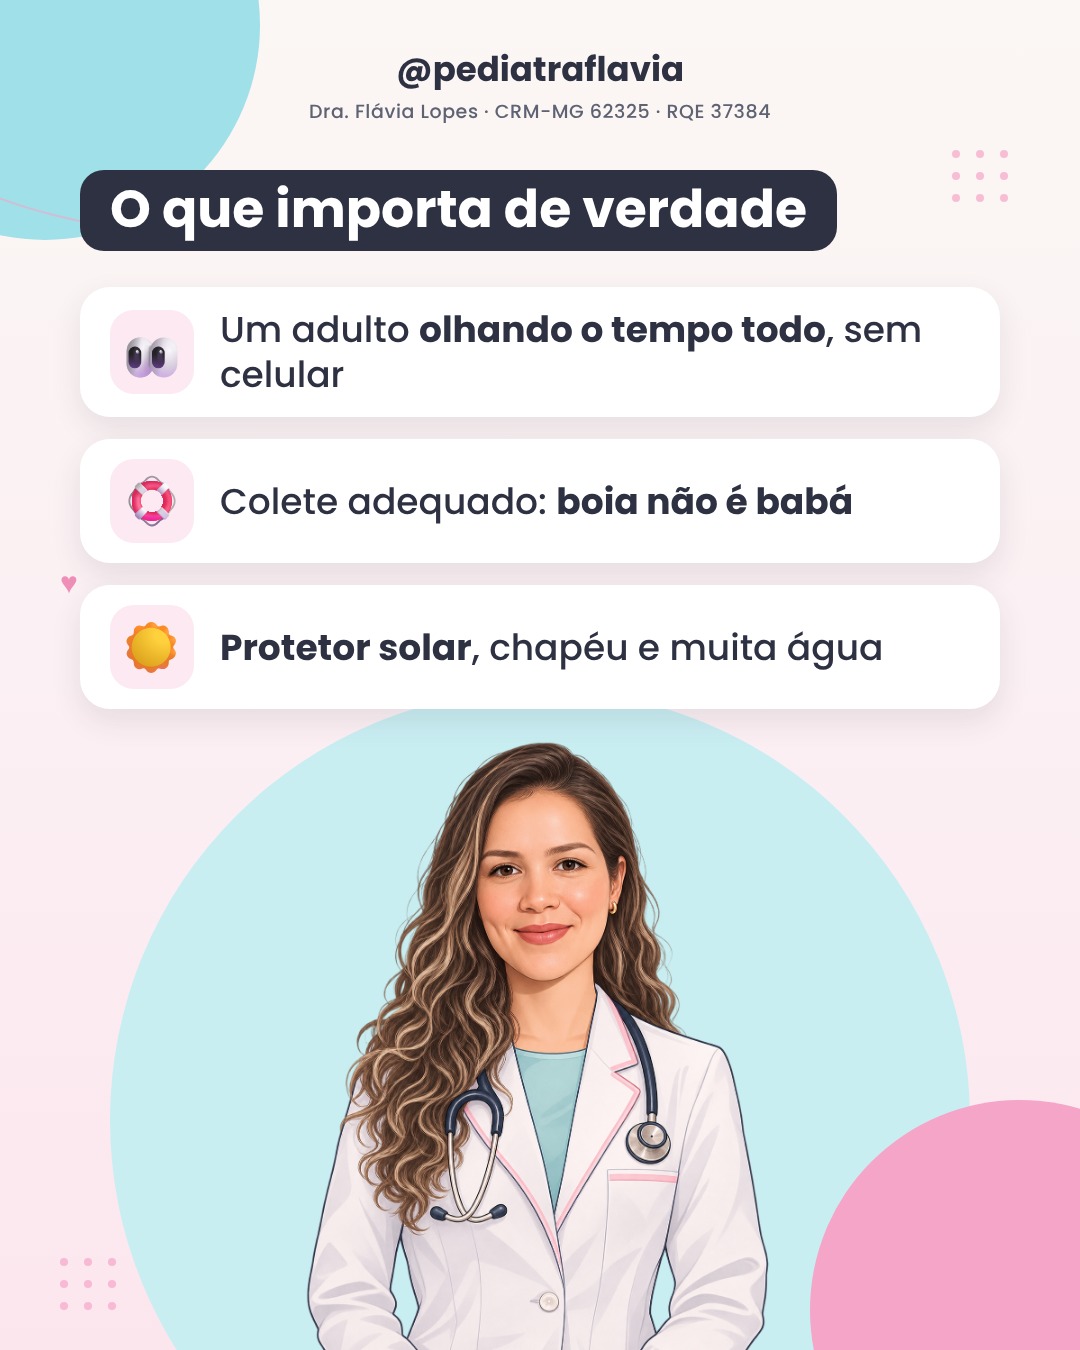 @pediatraflavia
Dra. Flávia Lopes · CRM-MG 62325 · RQE 37384
O que importa de verdade
Um adulto olhando o tempo todo, sem
celular
Colete adequado: boia não é babá
Protetor solar, chapéu e muita água